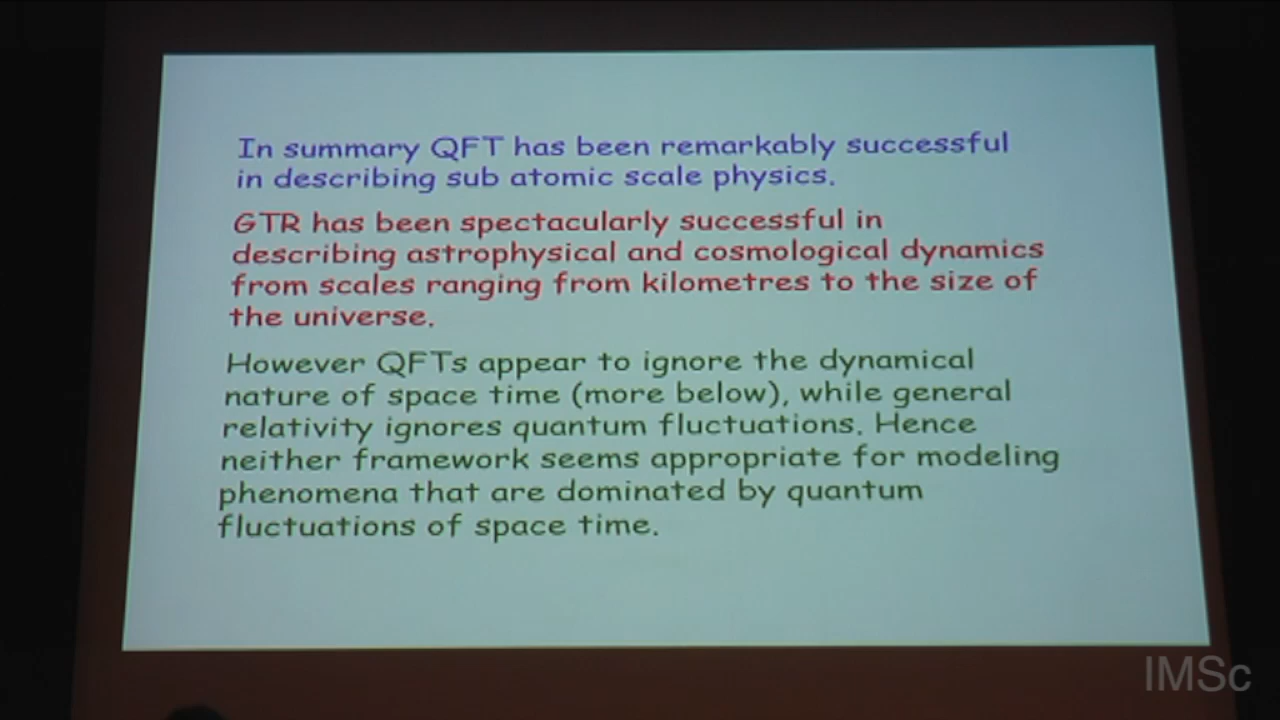 In summary QFT has been remarkably successful
in describing sub atomic scale physics.
GTR has been spectacularly successful in
describing astrophysical and cosmological dynamics
from scales ranging from kilometres to the size of
the universe.
However QFTs appear to ignore the dynamical
nature of space time (more below), while general
relativity ignores quantum fluctuations. Hence
neither framework seems appropriate for modeling
phenomena that are dominated by quantum
fluctuations of space time.
IMSc